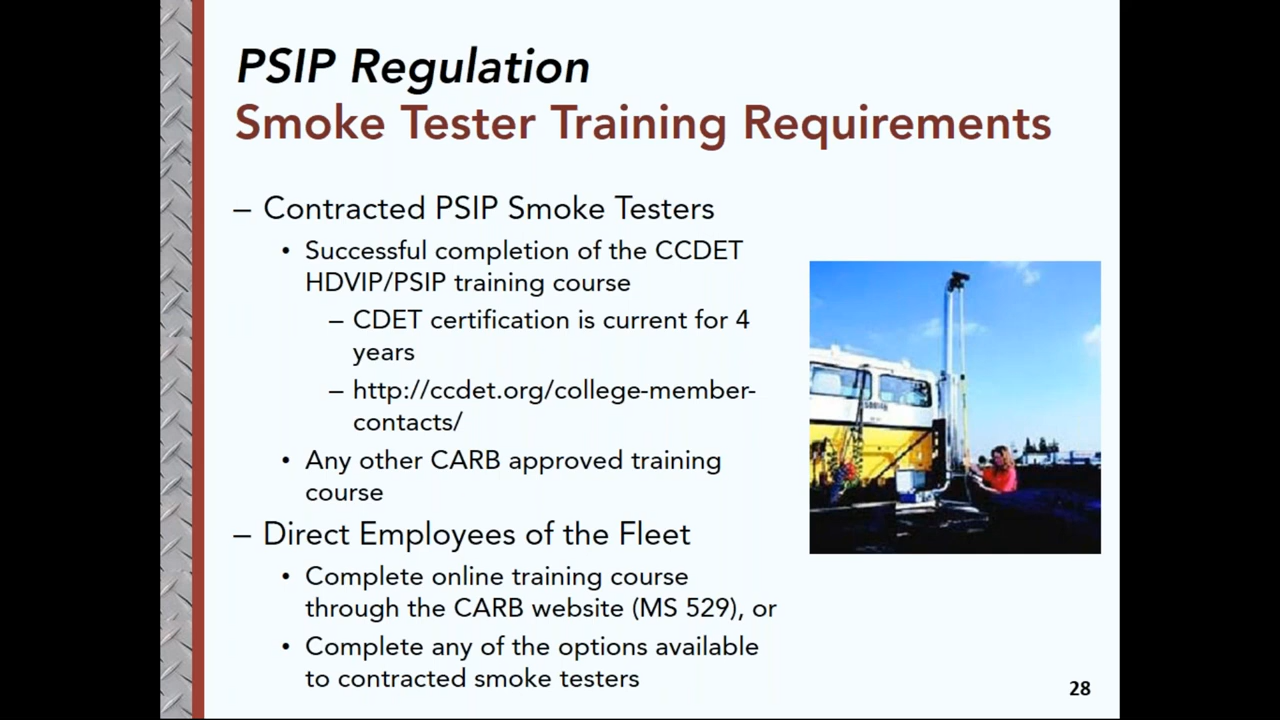 PSIP Regulation
Smoke Tester Training Requirements
– Contracted PSIP Smoke Testers
• Successful completion of the CCDET
HDVIP/PSIP training course
– CDET certification is current for 4
years
– http://ccdet.org/college-member-
contacts/
• Any other CARB approved training
course
– Direct Employees of the Fleet
• Complete online training course
through the CARB website (MS 529), or
• Complete any of the options available
to contracted smoke testers
28